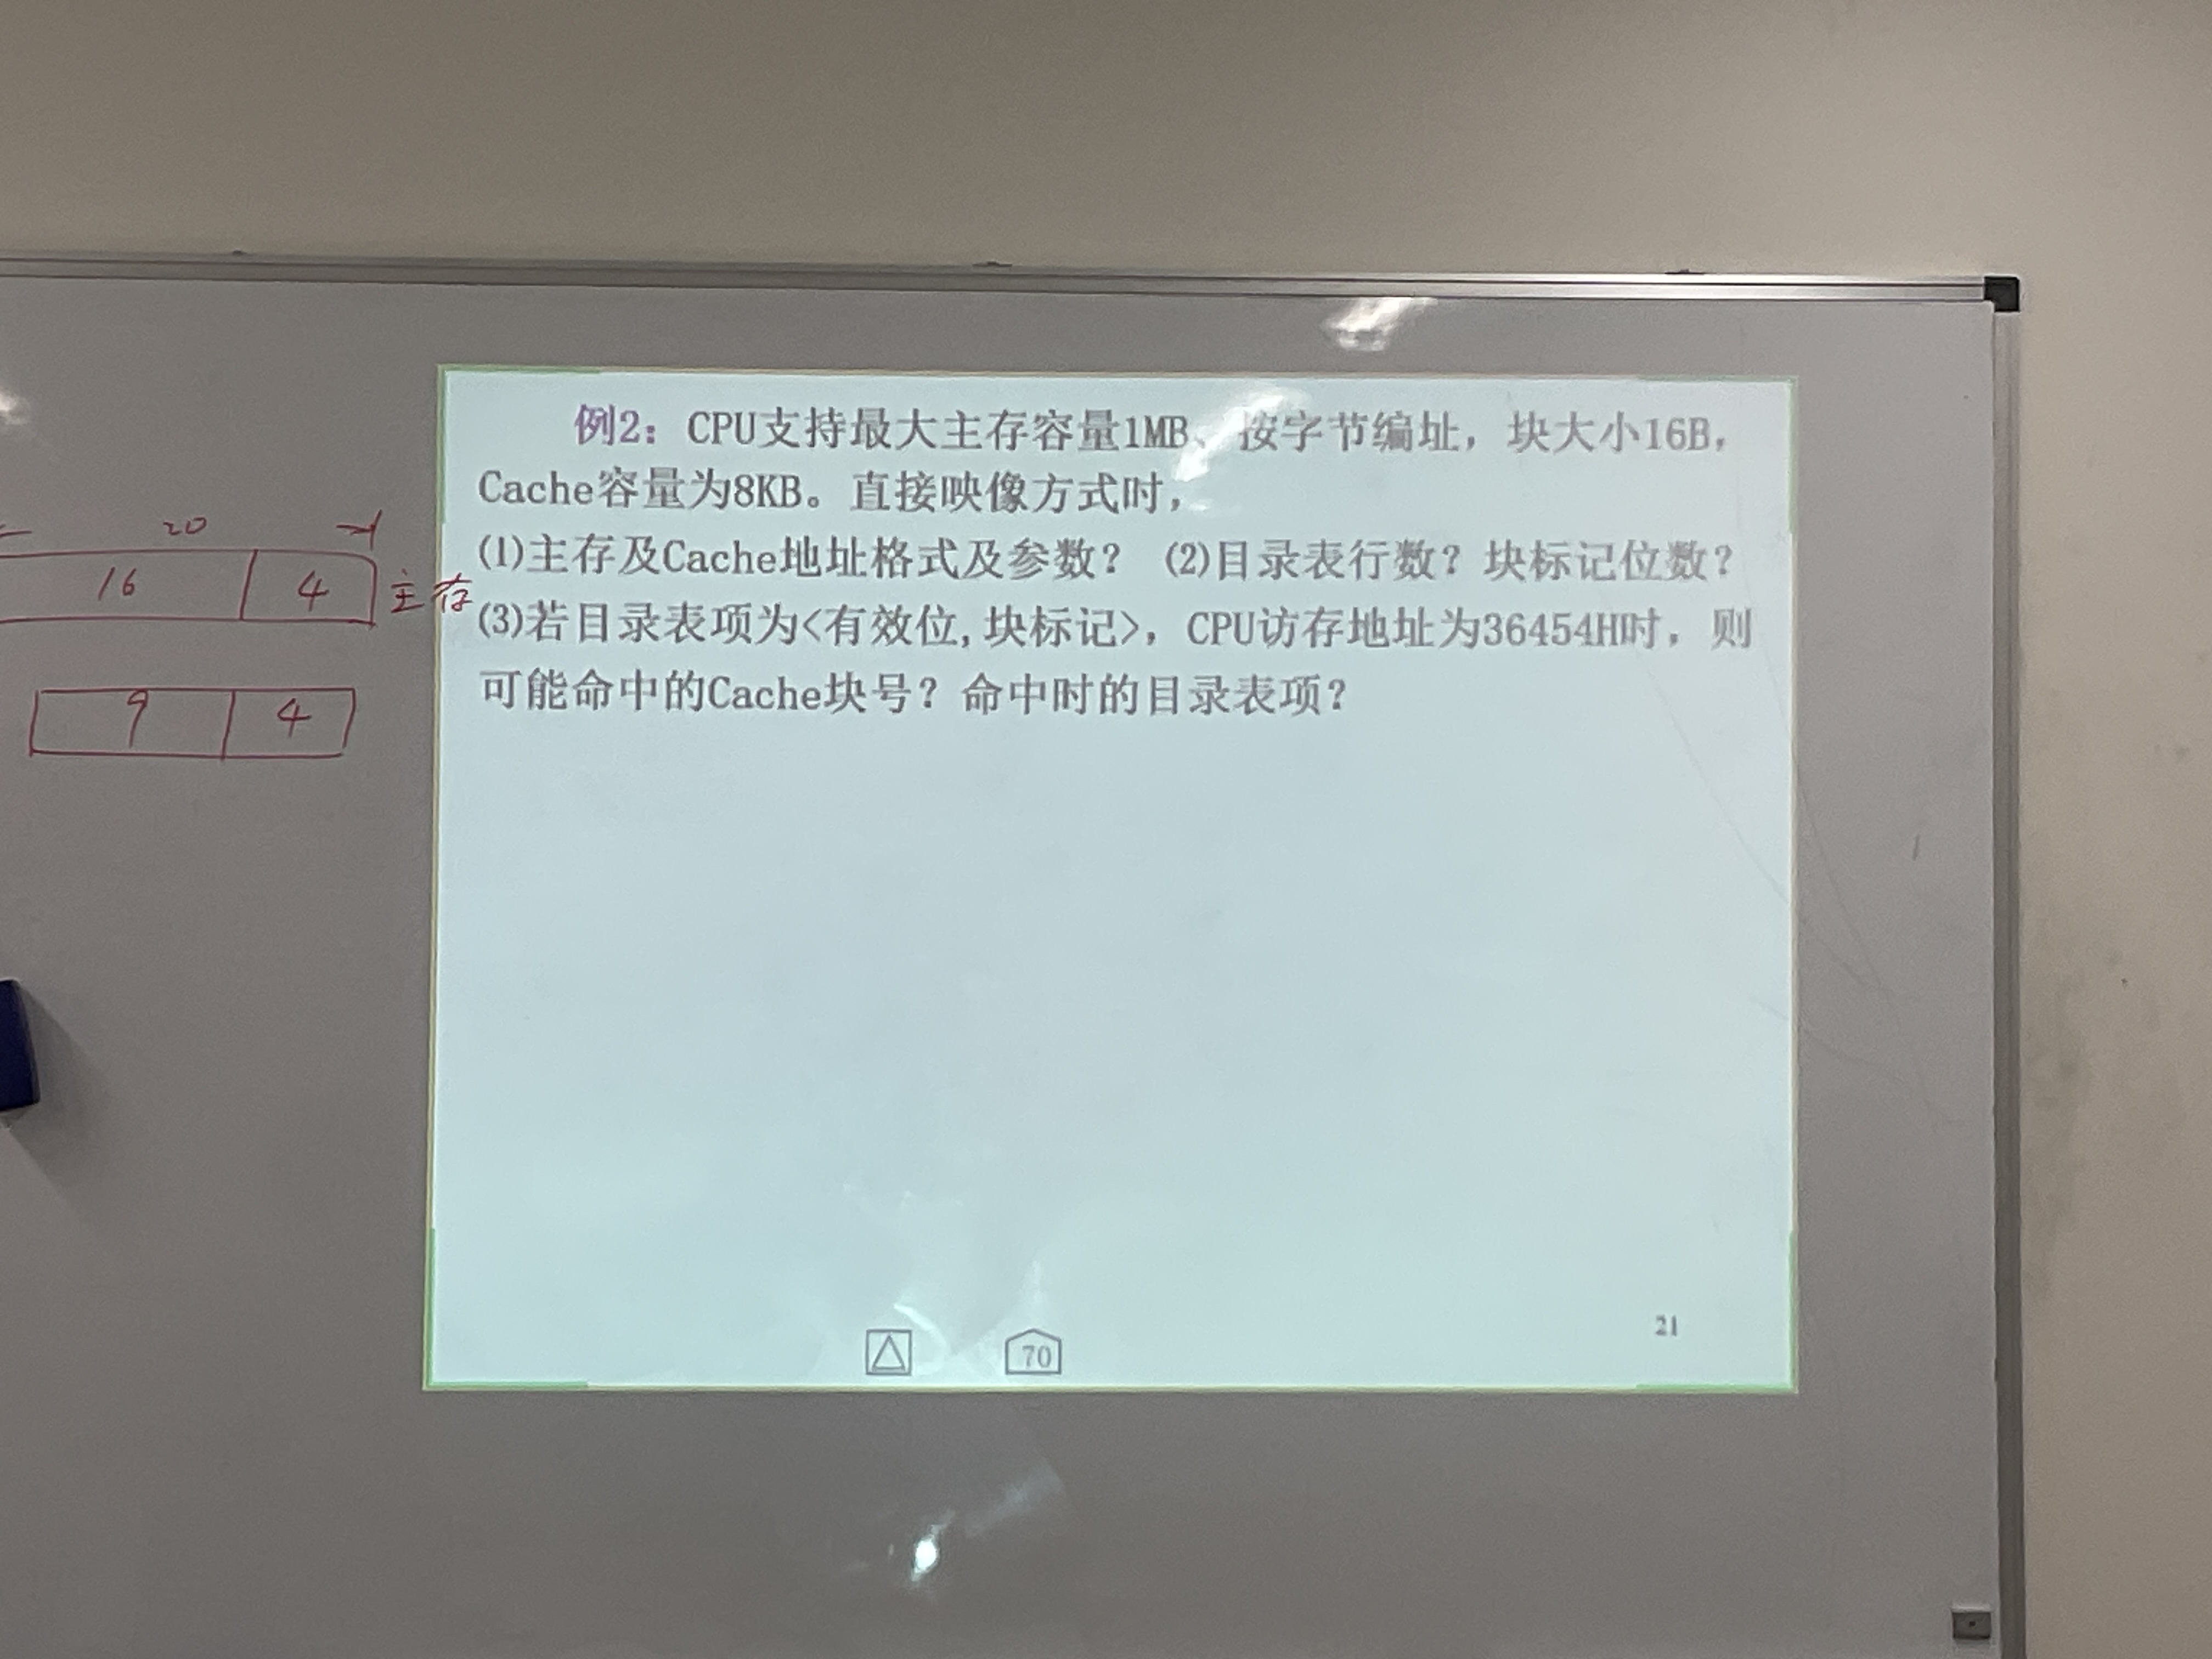 例2：CPU支持最大主存容量1MB、按字节编址，块大小16B，
Cache容量为8KB。直接映像方式时，
(1)主存及Cache地址格式及参数？ (2)目录表行数？块标记位数？
(3)若目录表项为<有效位,块标记>，CPU访存地址为36454H时，则
可能命中的Cache块号？命中时的目录表项？
20
16 4 主存
9 4
70
21